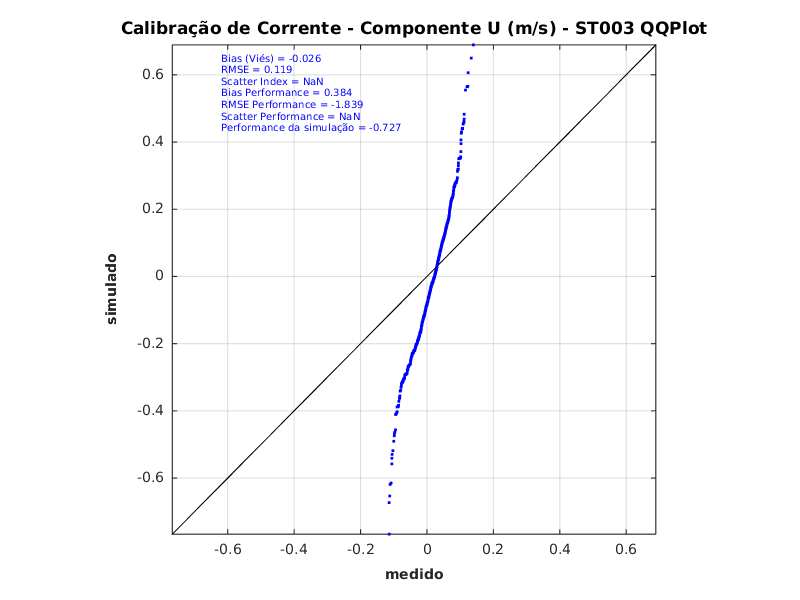 Calibração de Corrente - Componente U (m/s) - ST003 QQPlot
Bias (Viés) = -0.026
RMSE = 0.119
Scatter Index = NaN
Bias Performance = 0.384
RMSE Performance = -1.839
Scatter Performance = NaN
Performance da simulação = -0.727
0.6
0.4
0.2
0
-0.2
-0.4
-0.6
simulado
-0.6 -0.4 -0.2 0 0.2 0.4 0.6
medido